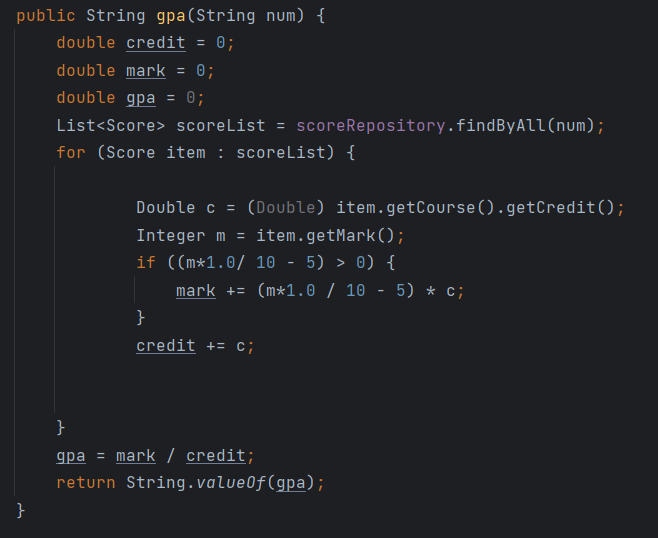 public String gpa(String num) {
    double credit = 0;
    double mark = 0;
    double gpa = 0;
    List<Score> scoreList = scoreRepository.findByAll(num);
    for (Score item : scoreList) {
            Double c = (Double) item.getCourse().getCredit();
            Integer m = item.getMark();
            if ((m*1.0/ 10 - 5) > 0) {
                mark += (m*1.0 / 10 - 5) * c;
            }
            credit += c;
    }
    gpa = mark / credit;
    return String.valueOf(gpa);
}